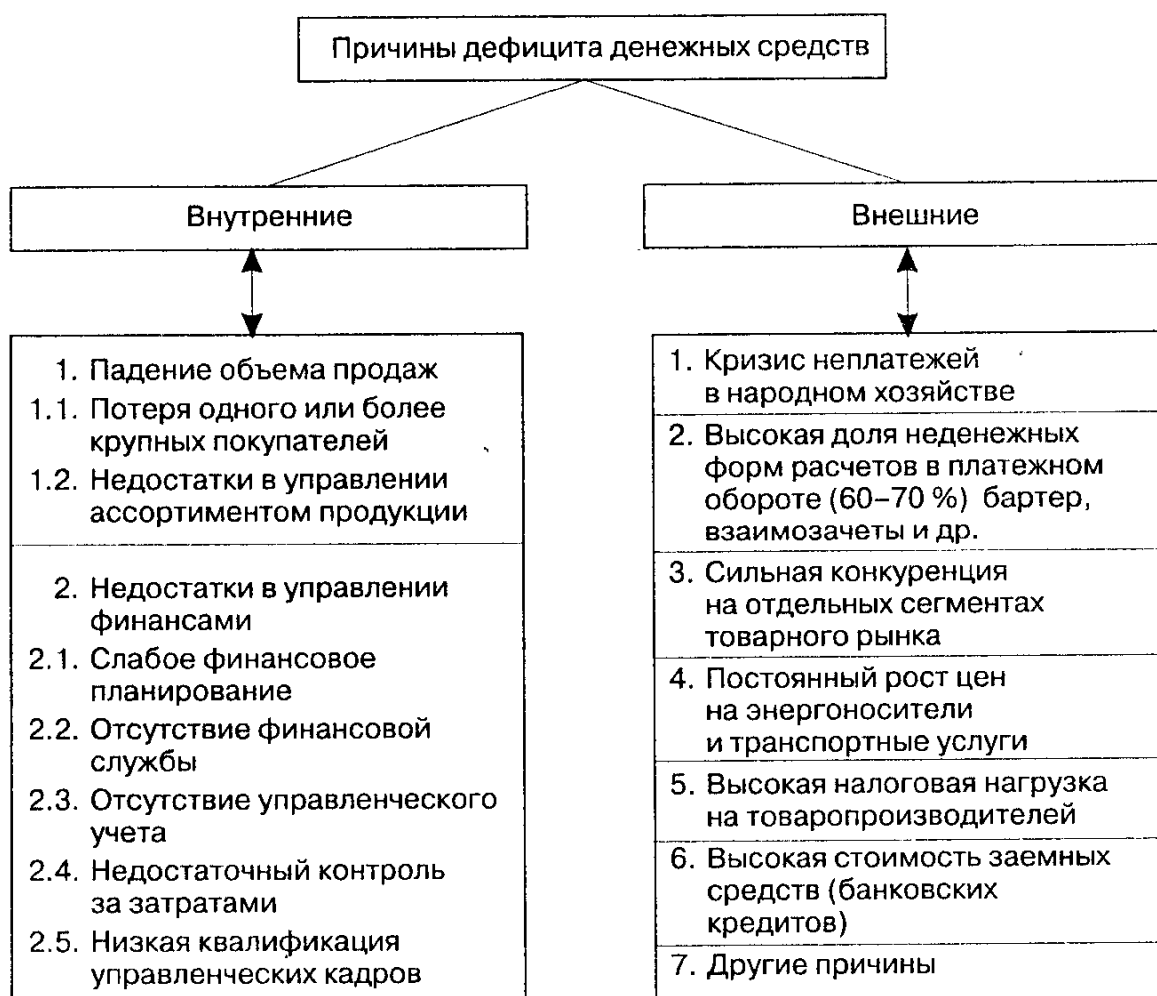 Причины дефицита денежных средств
Внутренние
1. Падение объема продаж
1.1. Потеря одного или более
крупных покупателей
1.2. Недостатки в управлении
ассортиментом продукции
2. Недостатки в управлении
финансами
2.1. Слабое финансовое
планирование
2.2. Отсутствие финансовой
службы
2.3. Отсутствие управленческого
учета
2.4. Недостаточный контроль
за затратами
2.5. Низкая квалификация
управленческих кадров
Внешние
1. Кризис неплатежей
в народном хозяйстве
2. Высокая доля неденежных
форм расчетов в платежном
обороте (60–70 %) бартер,
взаимозачеты и др.
3. Сильная конкуренция
на отдельных сегментах
товарного рынка
4. Постоянный рост цен
на энергоносители
и транспортные услуги
5. Высокая налоговая нагрузка
на товаропроизводителей
6. Высокая стоимость заемных
средств (банковских
кредитов)
7. Другие причины